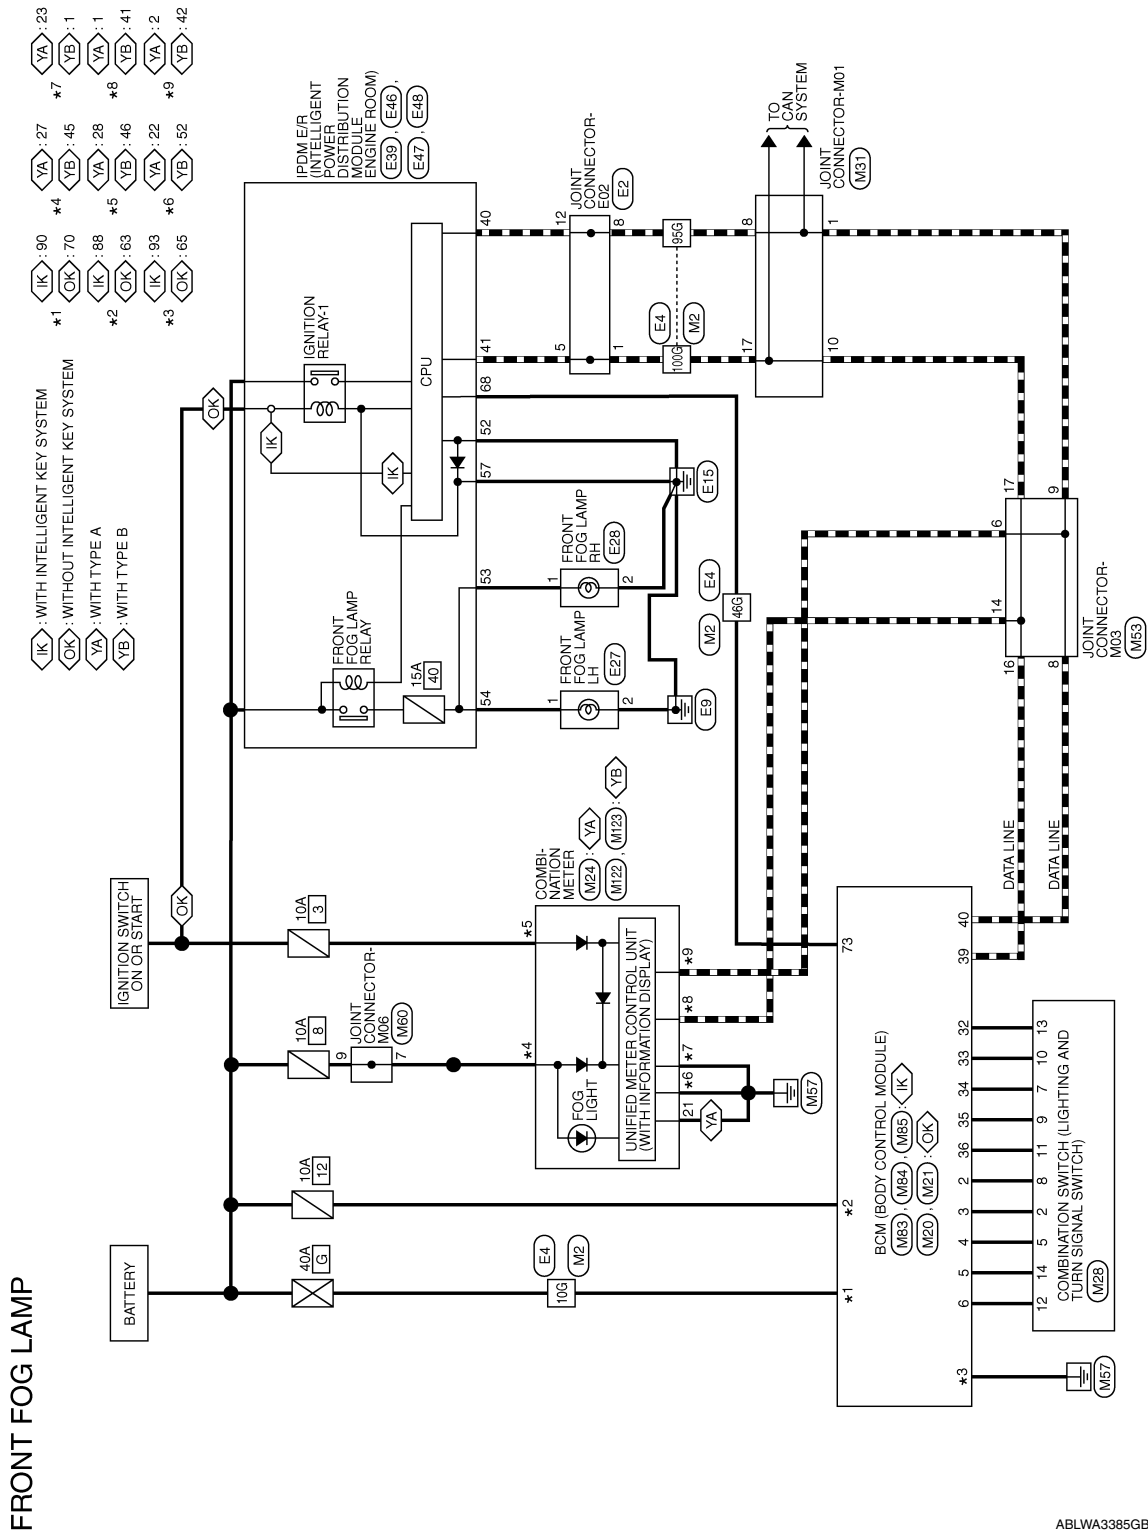 FRONT FOG LAMP
IK : WITH INTELLIGENT KEY SYSTEM
OK : WITHOUT INTELLIGENT KEY SYSTEM
YA : WITH TYPE A
YB : WITH TYPE B
*1 IK : 90
OK : 70
*2 IK : 88
OK : 63
*3 IK : 93
OK : 65
*4 YA : 27
YB : 45
*5 YA : 28
YB : 46
*6 YA : 22
YB : 52
*7 YA : 23
YB : 1
*8 YA : 1
YB : 41
*9 YA : 2
YB : 42
BATTERY
IGNITION SWITCH
ON OR START
OK
OK
40A
G
10A
12
10A
8
10A
3
9
JOINT
CONNECTOR-
M06
M60
7
IPDM E/R
(INTELLIGENT
POWER
DISTRIBUTION
MODULE
ENGINE ROOM)
E39 , E46 ,
E47 , E48
FRONT
FOG LAMP
RELAY
15A
40
IGNITION
RELAY-1
IK
IK
CPU
54
53
57
52
68
41
40
10G
E4
M2
COMBI-
NATION
METER
M24 : YA
M122 , M123 : YB
*4
*5
FOG
LIGHT
UNIFIED METER CONTROL UNIT
(WITH INFORMATION DISPLAY)
21
*6
*7
*8
*9
YA
M57
1
FRONT
FOG LAMP
LH
E27
2
E9
1
FRONT
FOG LAMP
RH
E28
2
E15
M2
E4
46G
5
12
JOINT
CONNECTOR-
E02
E2
1
8
E4
M2
100G
95G
17
8
TO
CAN
SYSTEM
JOINT
CONNECTOR-M01
M31
10
1
*1
*2
73
BCM (BODY CONTROL MODULE)
M83 , M84 , M85 : IK
M20 , M21 : OK
*3
6
5
4
3
2
36
35
34
33
32
39
40
DATA LINE
DATA LINE
16
14
6
17
8
9
JOINT
CONNECTOR-
M03
M53
12
14
5
2
8
11
9
7
10
13
COMBINATION SWITCH (LIGHTING AND
TURN SIGNAL SWITCH)
M28
M57
ABLWA3385GB